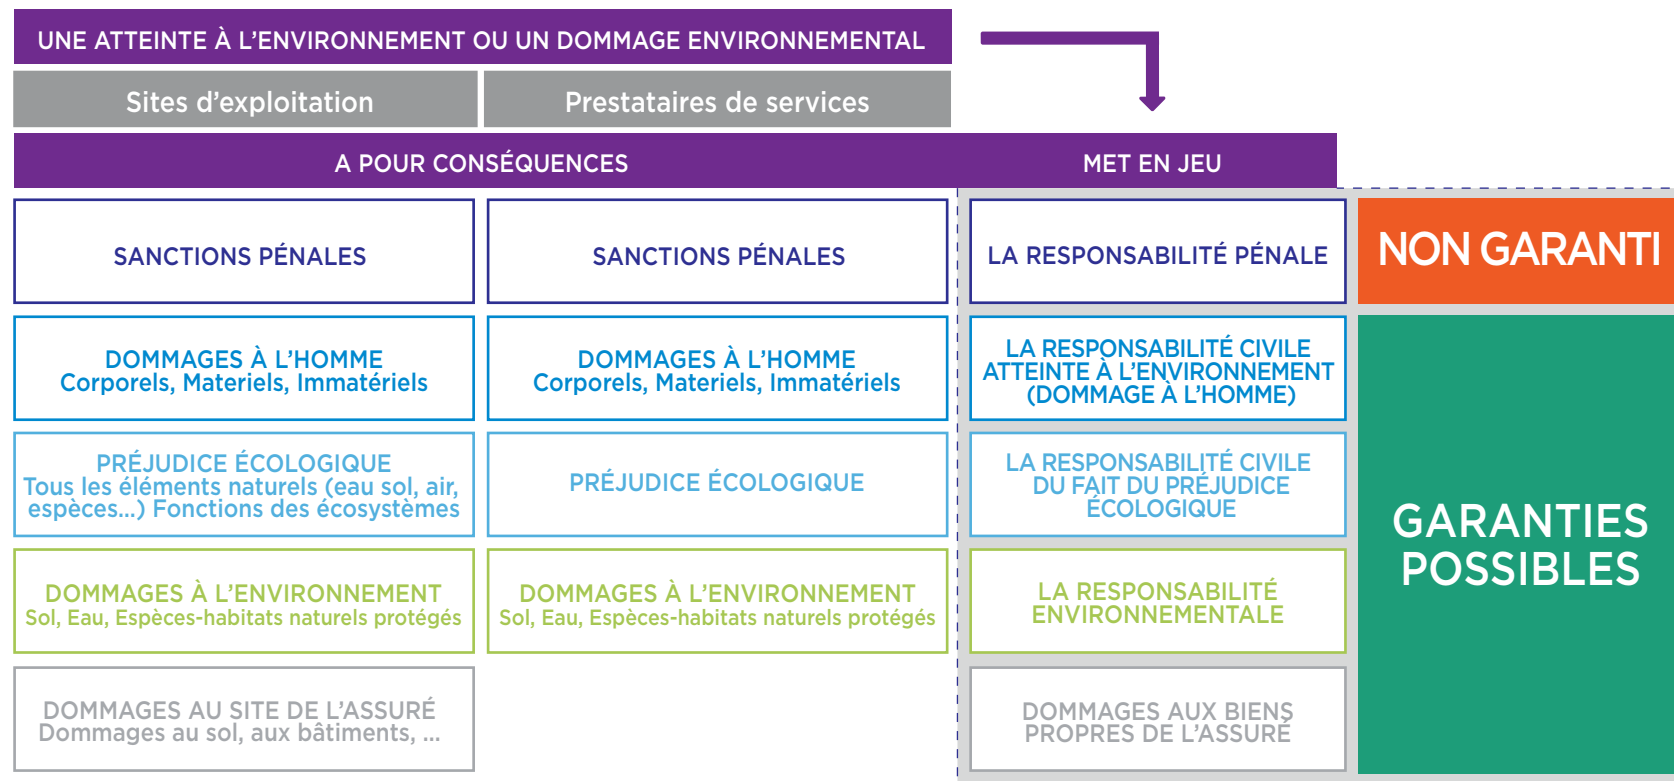 UNE ATTEINTE À L'ENVIRONNEMENT OU UN DOMMAGE ENVIRONNEMENTAL
Sites d'exploitation
Prestataires de services
A POUR CONSÉQUENCES
MET EN JEU
SANCTIONS PÉNALES
SANCTIONS PÉNALES
LA RESPONSABILITÉ PÉNALE
NON GARANTI
DOMMAGES À L'HOMME
Corporels, Materiels, Immatériels
DOMMAGES À L'HOMME
Corporels, Materiels, Immatériels
LA RESPONSABILITÉ CIVILE
ATTEINTE À L'ENVIRONNEMENT
(DOMMAGE À L'HOMME)
PRÉJUDICE ÉCOLOGIQUE
Tous les éléments naturels (eau sol, air,
espèces...) Fonctions des écosystèmes
PRÉJUDICE ÉCOLOGIQUE
LA RESPONSABILITÉ CIVILE
DU FAIT DU PRÉJUDICE
ÉCOLOGIQUE
GARANTIES
POSSIBLES
DOMMAGES À L'ENVIRONNEMENT
Sol, Eau, Espèces-habitats naturels protégés
DOMMAGES À L'ENVIRONNEMENT
Sol, Eau, Espèces-habitats naturels protégés
LA RESPONSABILITÉ
ENVIRONNEMENTALE
DOMMAGES AU SITE DE L'ASSURÉ
Dommages au sol, aux bâtiments, ...
DOMMAGES AUX BIENS
PROPRES DE L'ASSURÉ